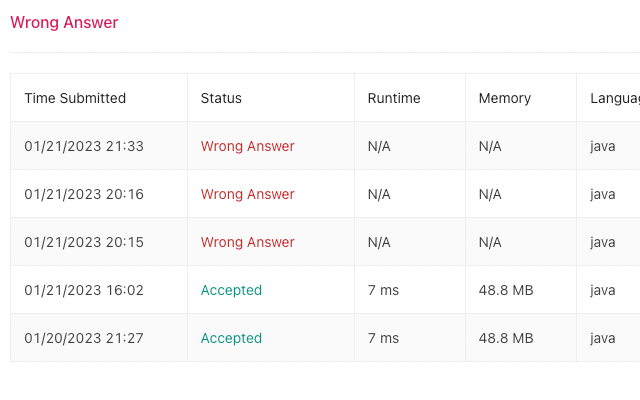 Wrong Answer
Time Submitted Status Runtime Memory
01/21/2023 21:33 Wrong Answer N/A N/A java
01/21/2023 20:16 Wrong Answer N/A N/A java
01/21/2023 20:15 Wrong Answer N/A N/A java
01/21/2023 16:02 Accepted 7 ms 48.8 MB java
01/20/2023 21:27 Accepted 7 ms 48.8 MB java